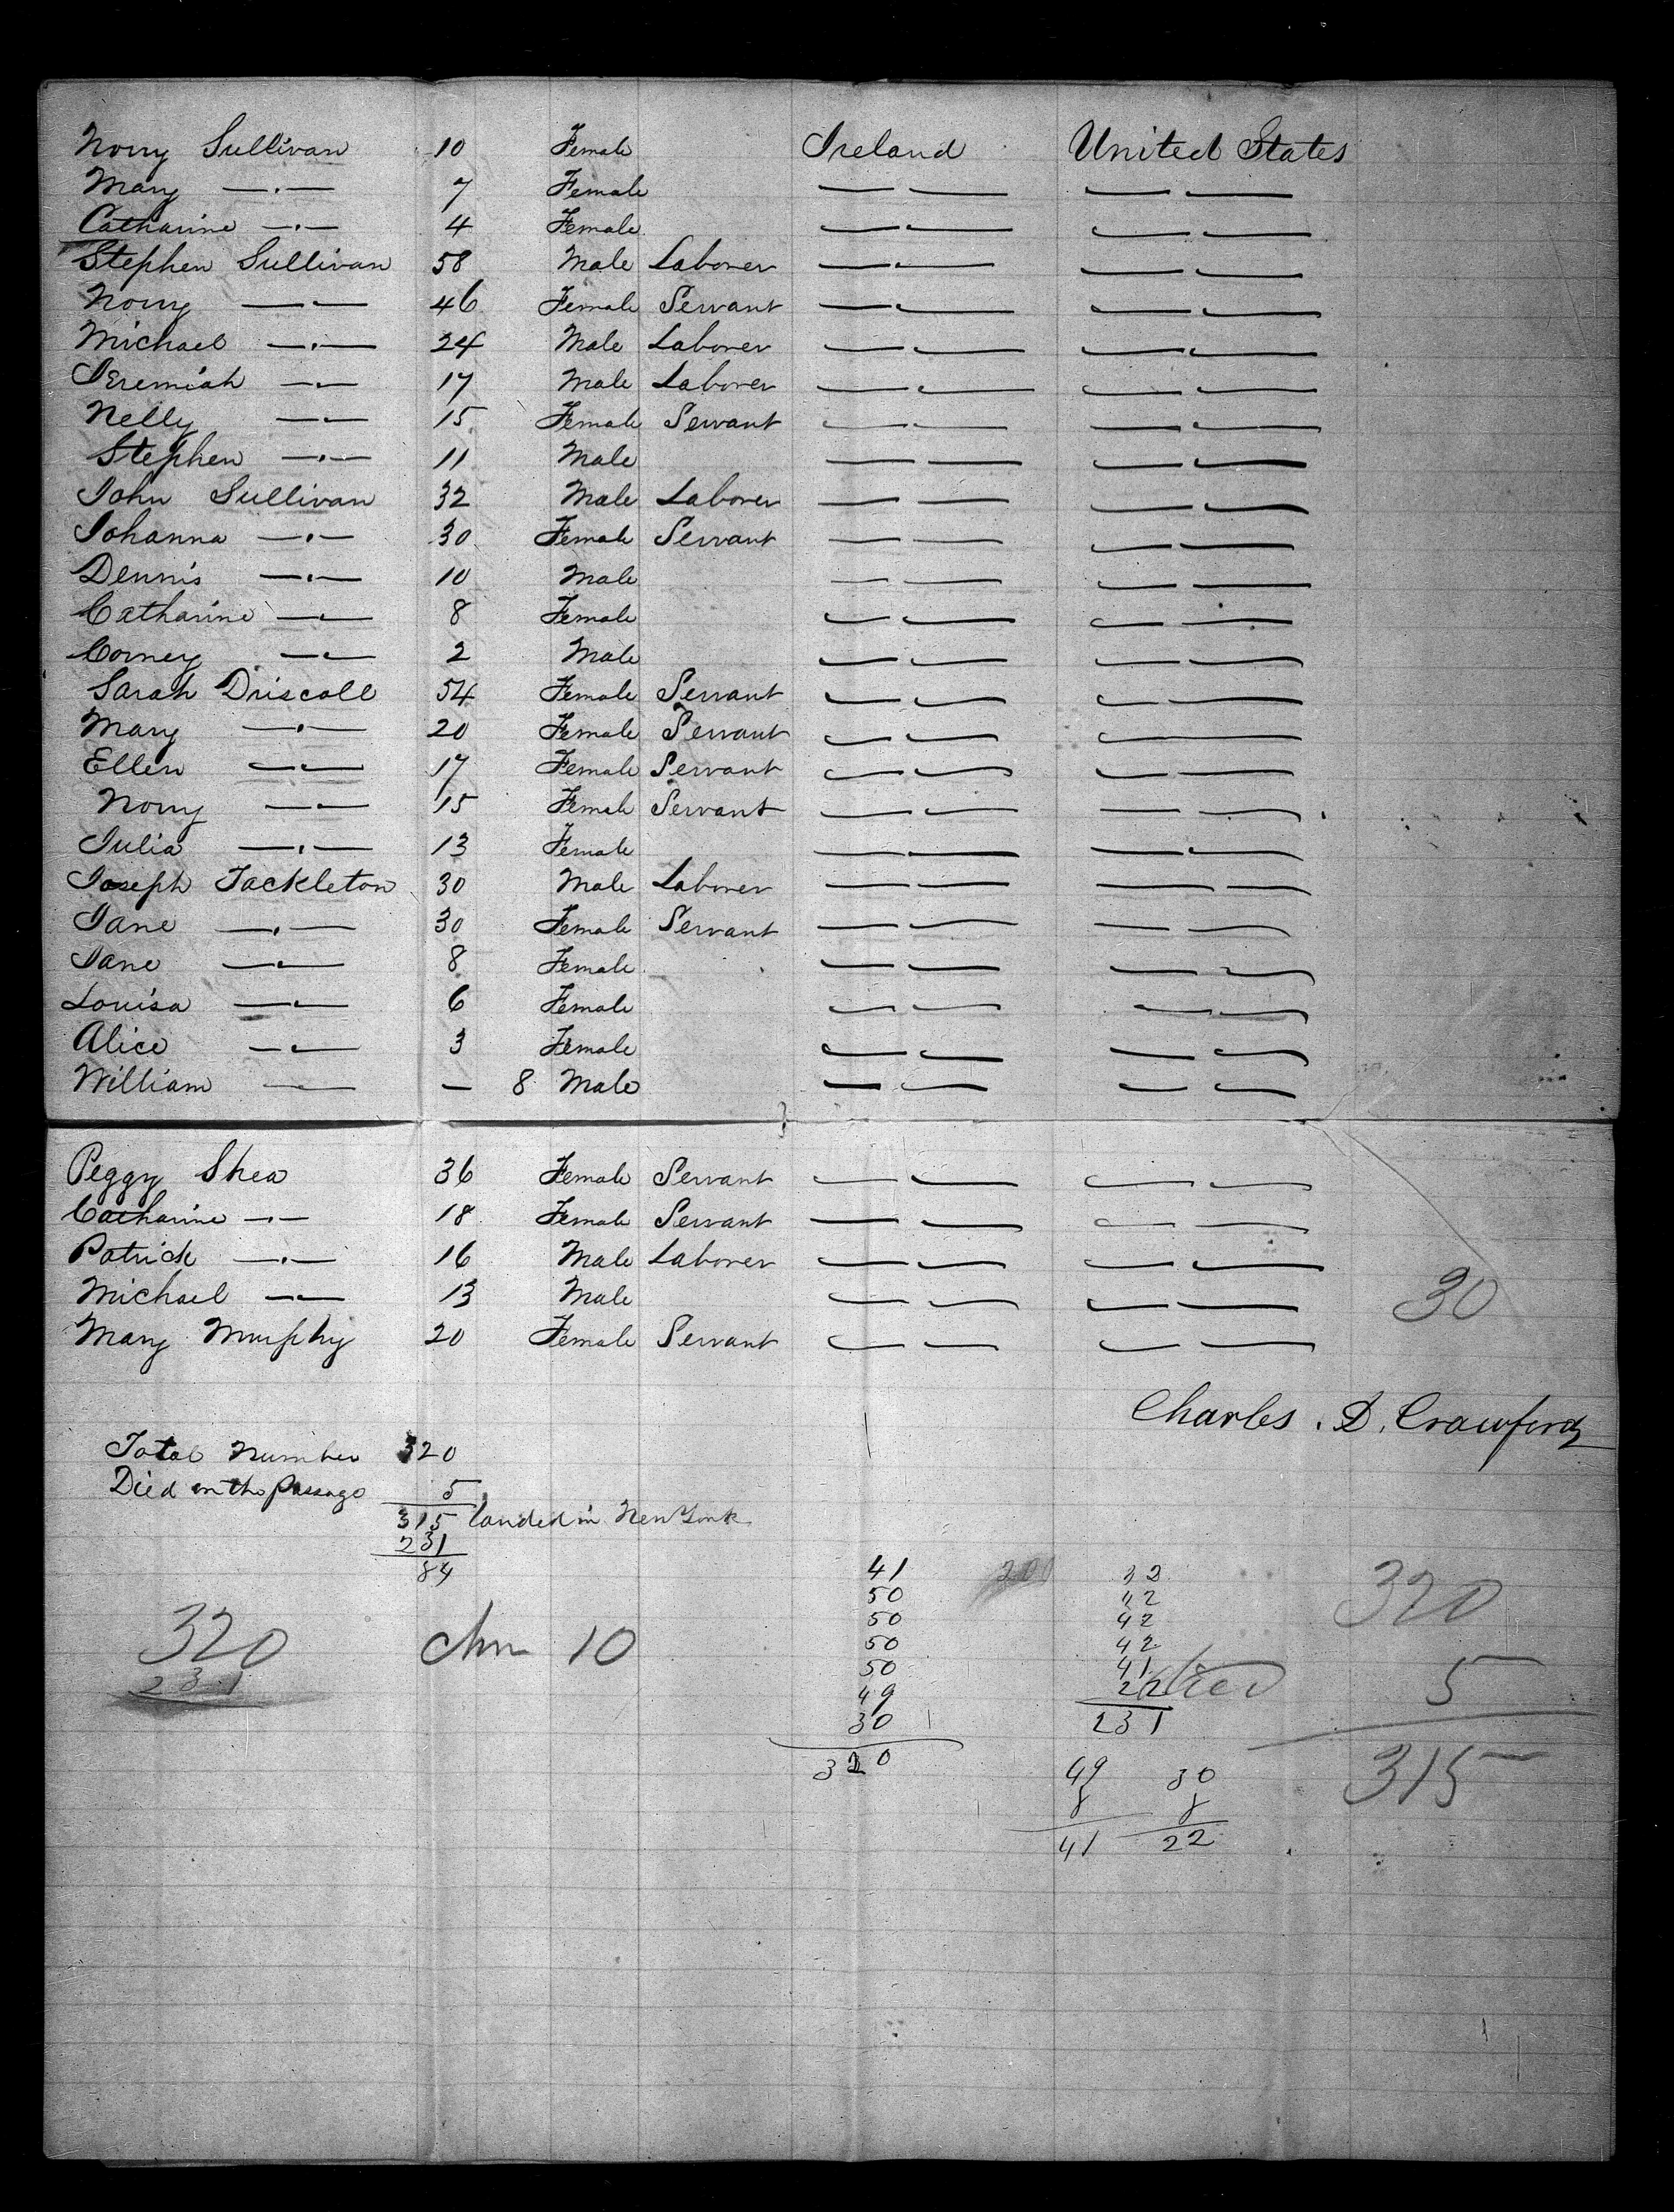 Norry Sullivan 10 Female Ireland United States
Mary —.— 7 Female — — — —
Catharine —.— 4 Female — — — —
Stephen Sullivan 58 Male Laborer — — — —
Norry —.— 46 Female Servant — — — —
Michael —.— 24 Male Laborer — — — —
Jeremiah —.— 17 Male Laborer — — — —
Nelly —.— 15 Female Servant — — — —
Stephen —.— 11 Male — — — —
John Sullivan 32 Male Laborer — — — —
Johanna —.— 30 Female Servant — — — —
Dennis —.— 10 Male — — — —
Catharine —.— 8 Female — — — —
Corney —.— 2 Male — — — —
Sarah Driscoll 54 Female Servant — — — —
Mary —.— 20 Female Servant — — — —
Ellen —.— 17 Female Servant — — — —
Norry —.— 15 Female Servant — — — —
Julia —.— 13 Female — — — —
Joseph Tackleton 30 Male Laborer — — — —
Jane —.— 30 Female Servant — — — —
Jane —.— 8 Female — — — —
Louisa —.— 6 Female — — — —
Alice —.— 3 Female — — — —
William —.— — 8 Male — — — —
Peggy Shea 36 Female Servant — — — —
Catharine —.— 18 Female Servant — — — —
Patrick —.— 16 Male Laborer — — — —
Michael —.— 13 Male — — — — 30
Mary Murphy 20 Female Servant — — — —
Charles. D. Crawford
Total Number 320
Died on the passage 5
315 landed in New York
231
84
320
231
10
41
50
50
50
50
49
30
320
200
32
42
42
42
41
22
231
died
49 30
8 8
41 22
320
5
315